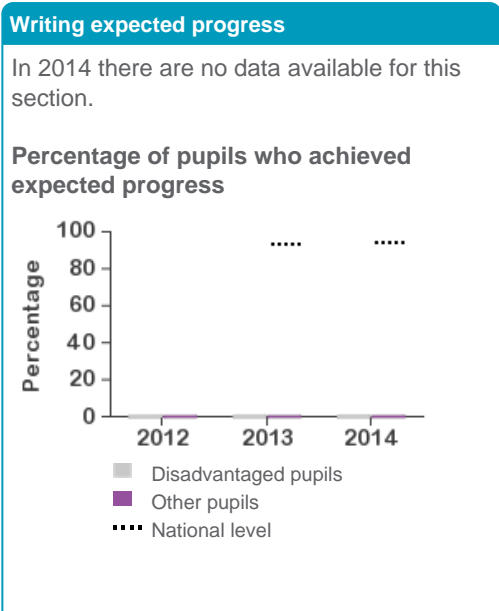 Writing expected progress
In 2014 there are no data available for this
section.
Percentage of pupils who achieved
expected progress
100
80
60
40
20
0
Percentage
2012 2013 2014
Disadvantaged pupils
Other pupils
National level